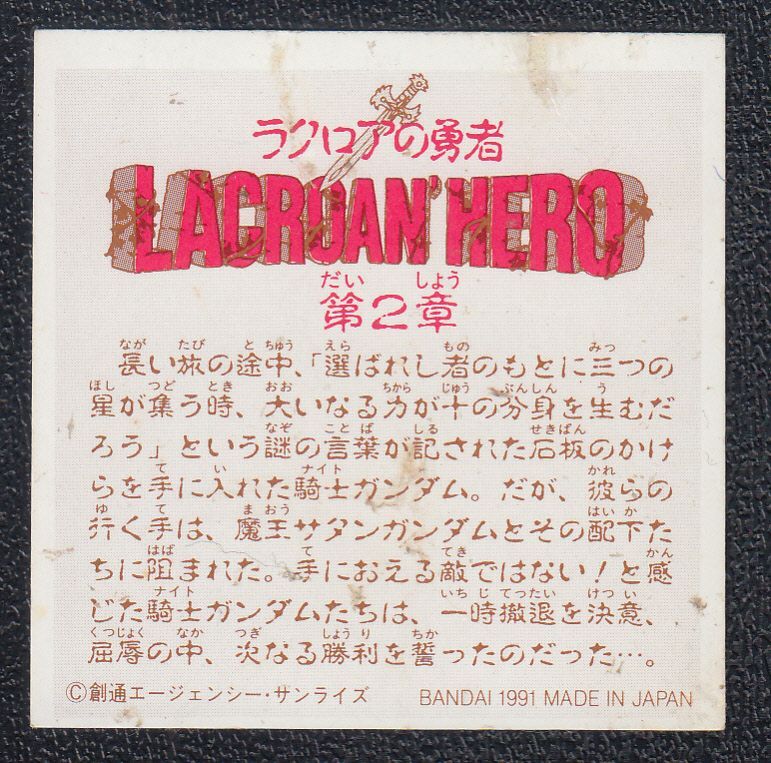 ラクロアの勇者
LACROAN' HERO
第2章
長い旅の途中、「選ばれし者のもとに三つの
星が集う時、大いなる力が十の分身を生むだ
ろう」という謎の言葉が記された石板のかけ
らを手に入れた騎士ガンダム。だが、彼らの
行く手は、魔王サタンガンダムとその配下た
ちに阻まれた。手におえる敵ではない!と感
じた騎士ガンダムたちは、一時撤退を決意、
屈辱の中、次なる勝利を誓ったのだった…。
©創通エージェンシー・サンライズ BANDAI 1991 MADE IN JAPAN